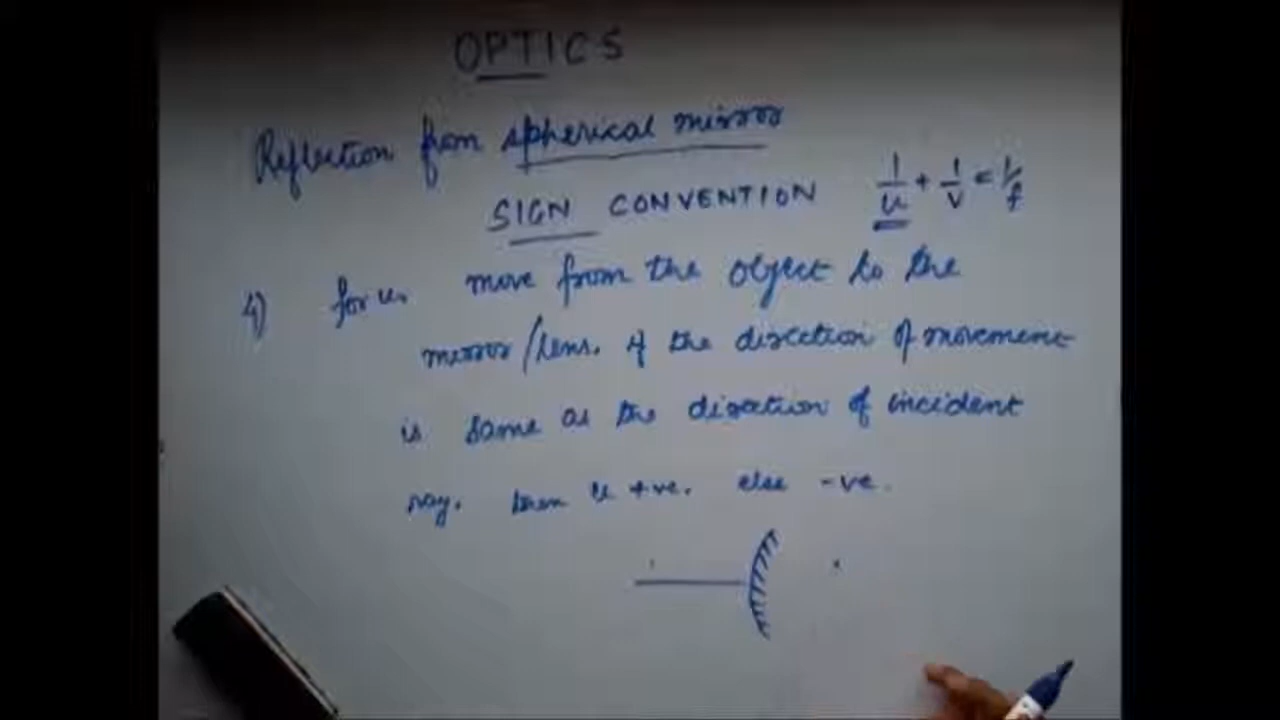 OPTICS
Reflection from spherical mirror
SIGN CONVENTION 1/u + 1/v = 1/f
4) for u. move from the object to the
mirror/lens. if the direction of movement
is same as the direction of incident
ray. then u +ve. else -ve.